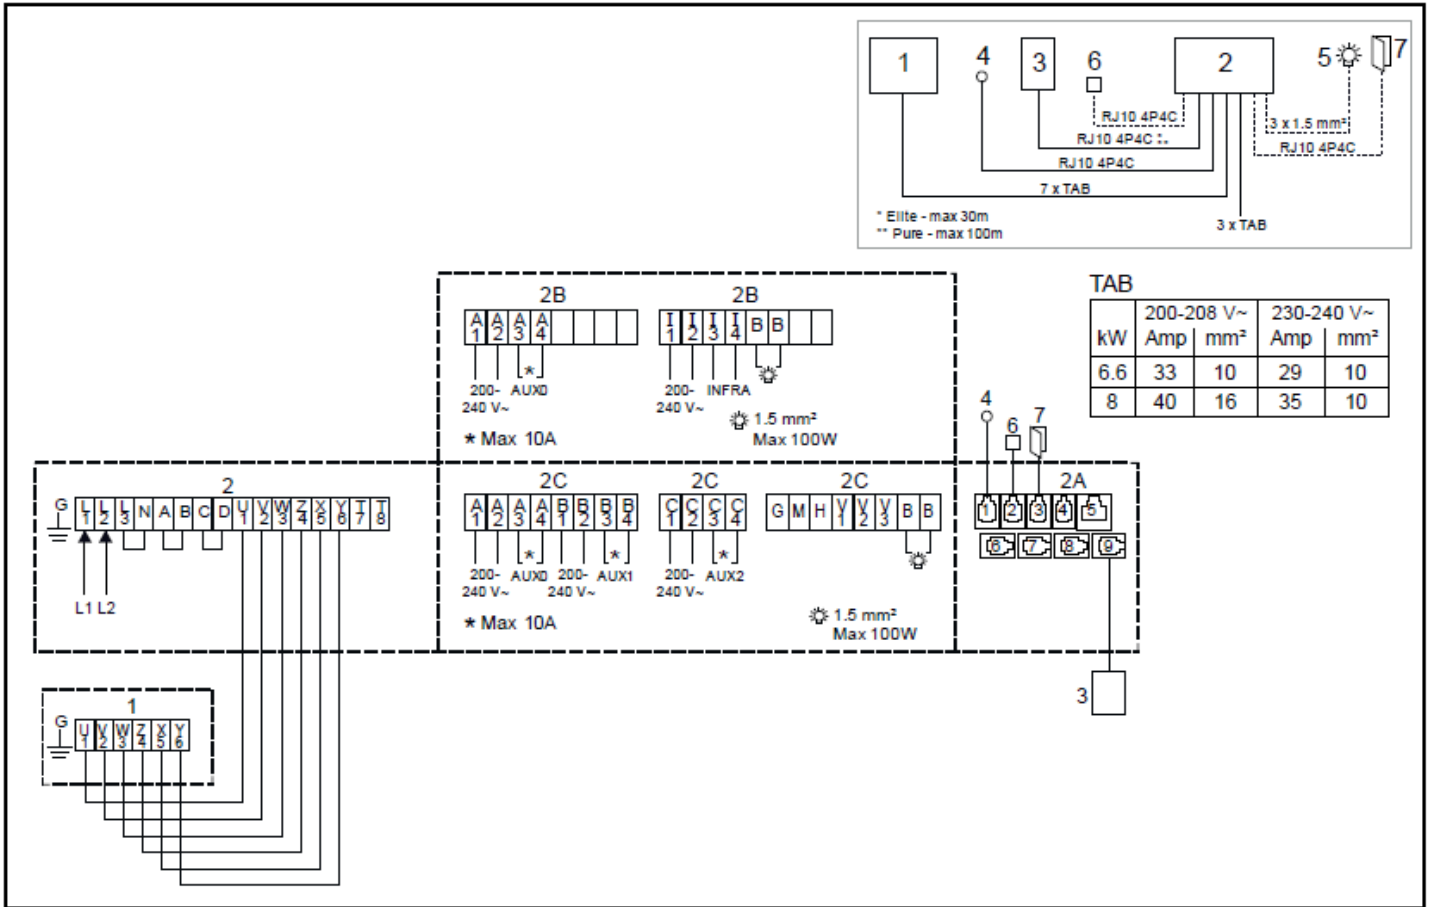 1
4
3
6
2
5
7
RJ10 4P4C
3 x 1.5 mm²
RJ10 4P4C
RJ10 4P4C
RJ10 4P4C
7 x TAB
* Elite - max 30m
** Pure - max 100m
3 x TAB
TAB
200-208 V~ 230-240 V~
kW Amp mm² Amp mm²
6.6 33 10 29 10
8 40 16 35 10
2B
A1 A2 A3 A4
*
200-240 V~
AUX0
* Max 10A
2B
I1 I2 I3 I4 B B
200-240 V~
INFRA
1.5 mm²
Max 100W
4
6
7
2
G L1 L2 L3 N A B C D U1 V2 W3 Z4 X5 Y6 T7 T8
L1 L2
2C
A1 A2 A3 A4 B1 B2 B3 B4
* *
200-240 V~
AUX0
200-240 V~
AUX1
* Max 10A
2C
C1 C2 C3 C4
*
200-240 V~
AUX2
2C
G M H V1 V2 V3 B B
1.5 mm²
Max 100W
2A
1 2 3 4 5
6 7 8 9
3
1
G U1 V2 W3 Z4 X5 Y6